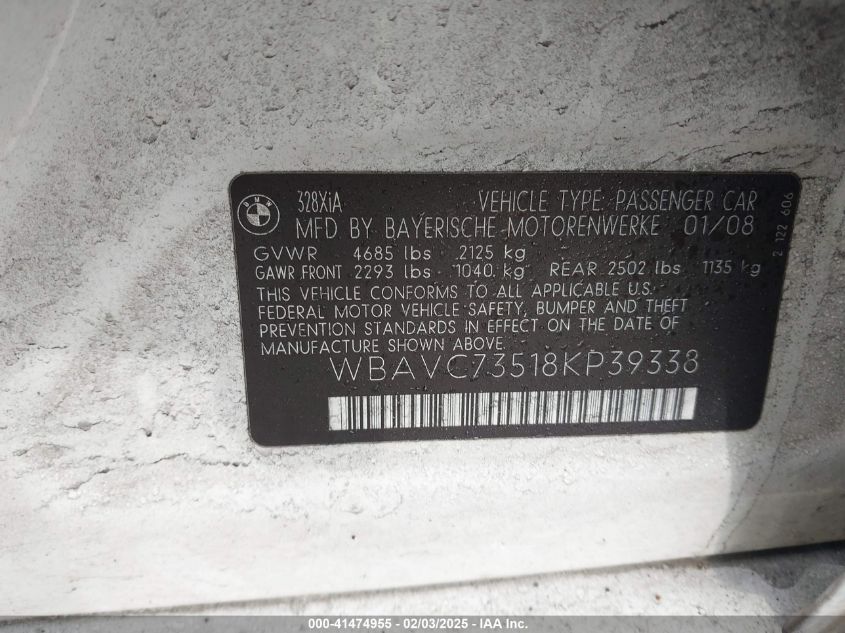 BMW
328XiA VEHICLE TYPE: PASSENGER CAR
MFD BY BAYERISCHE MOTORENWERKE 01/08
GVWR 4685 lbs 2125 kg
GAWR FRONT 2293 lbs 1040 kg REAR 2502 lbs 1135 kg
THIS VEHICLE CONFORMS TO ALL APPLICABLE U.S.
FEDERAL MOTOR VEHICLE SAFETY, BUMPER AND THEFT
PREVENTION STANDARDS IN EFFECT ON THE DATE OF
MANUFACTURE SHOWN ABOVE.
WBAVC73518KP39338
2 122 606
000-41474955 - 02/03/2025 - IAAI.com